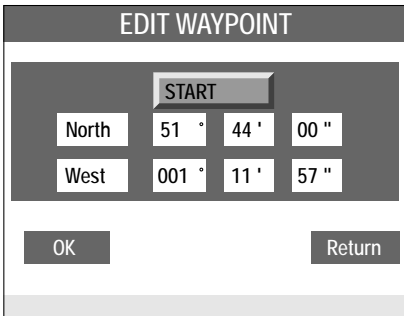 EDIT WAYPOINT
START
North 51 ° 44 ' 00 "
West 001 ° 11 ' 57 "
OK Return